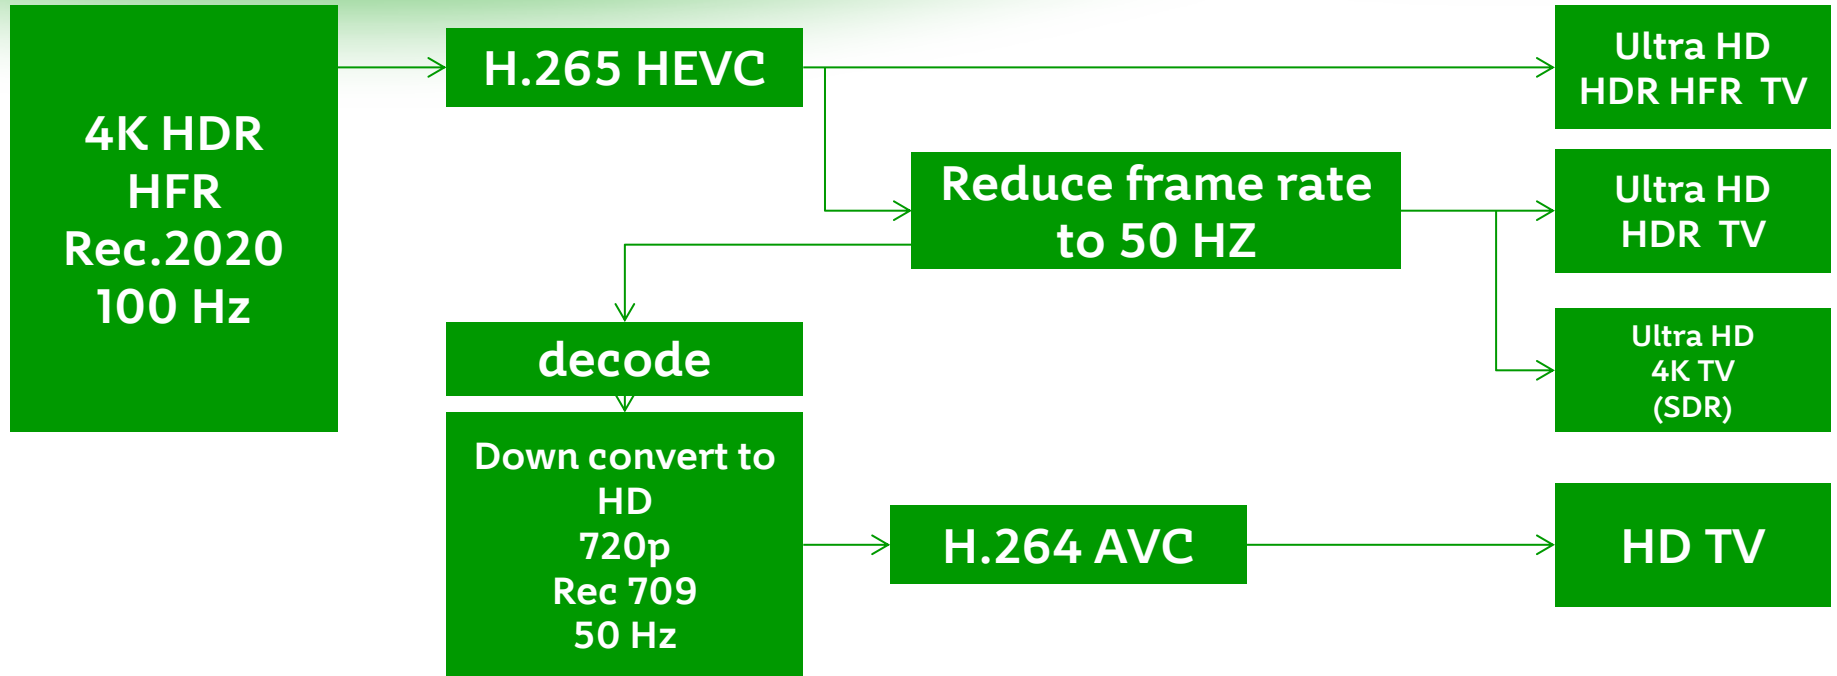 4K HDR
HFR
Rec.2020
100 Hz
H.265 HEVC
Ultra HD
HDR HFR TV
Reduce frame rate
to 50 HZ
Ultra HD
HDR TV
Ultra HD
4K TV
(SDR)
decode
Down convert to
HD
720p
Rec 709
50 Hz
H.264 AVC
HD TV